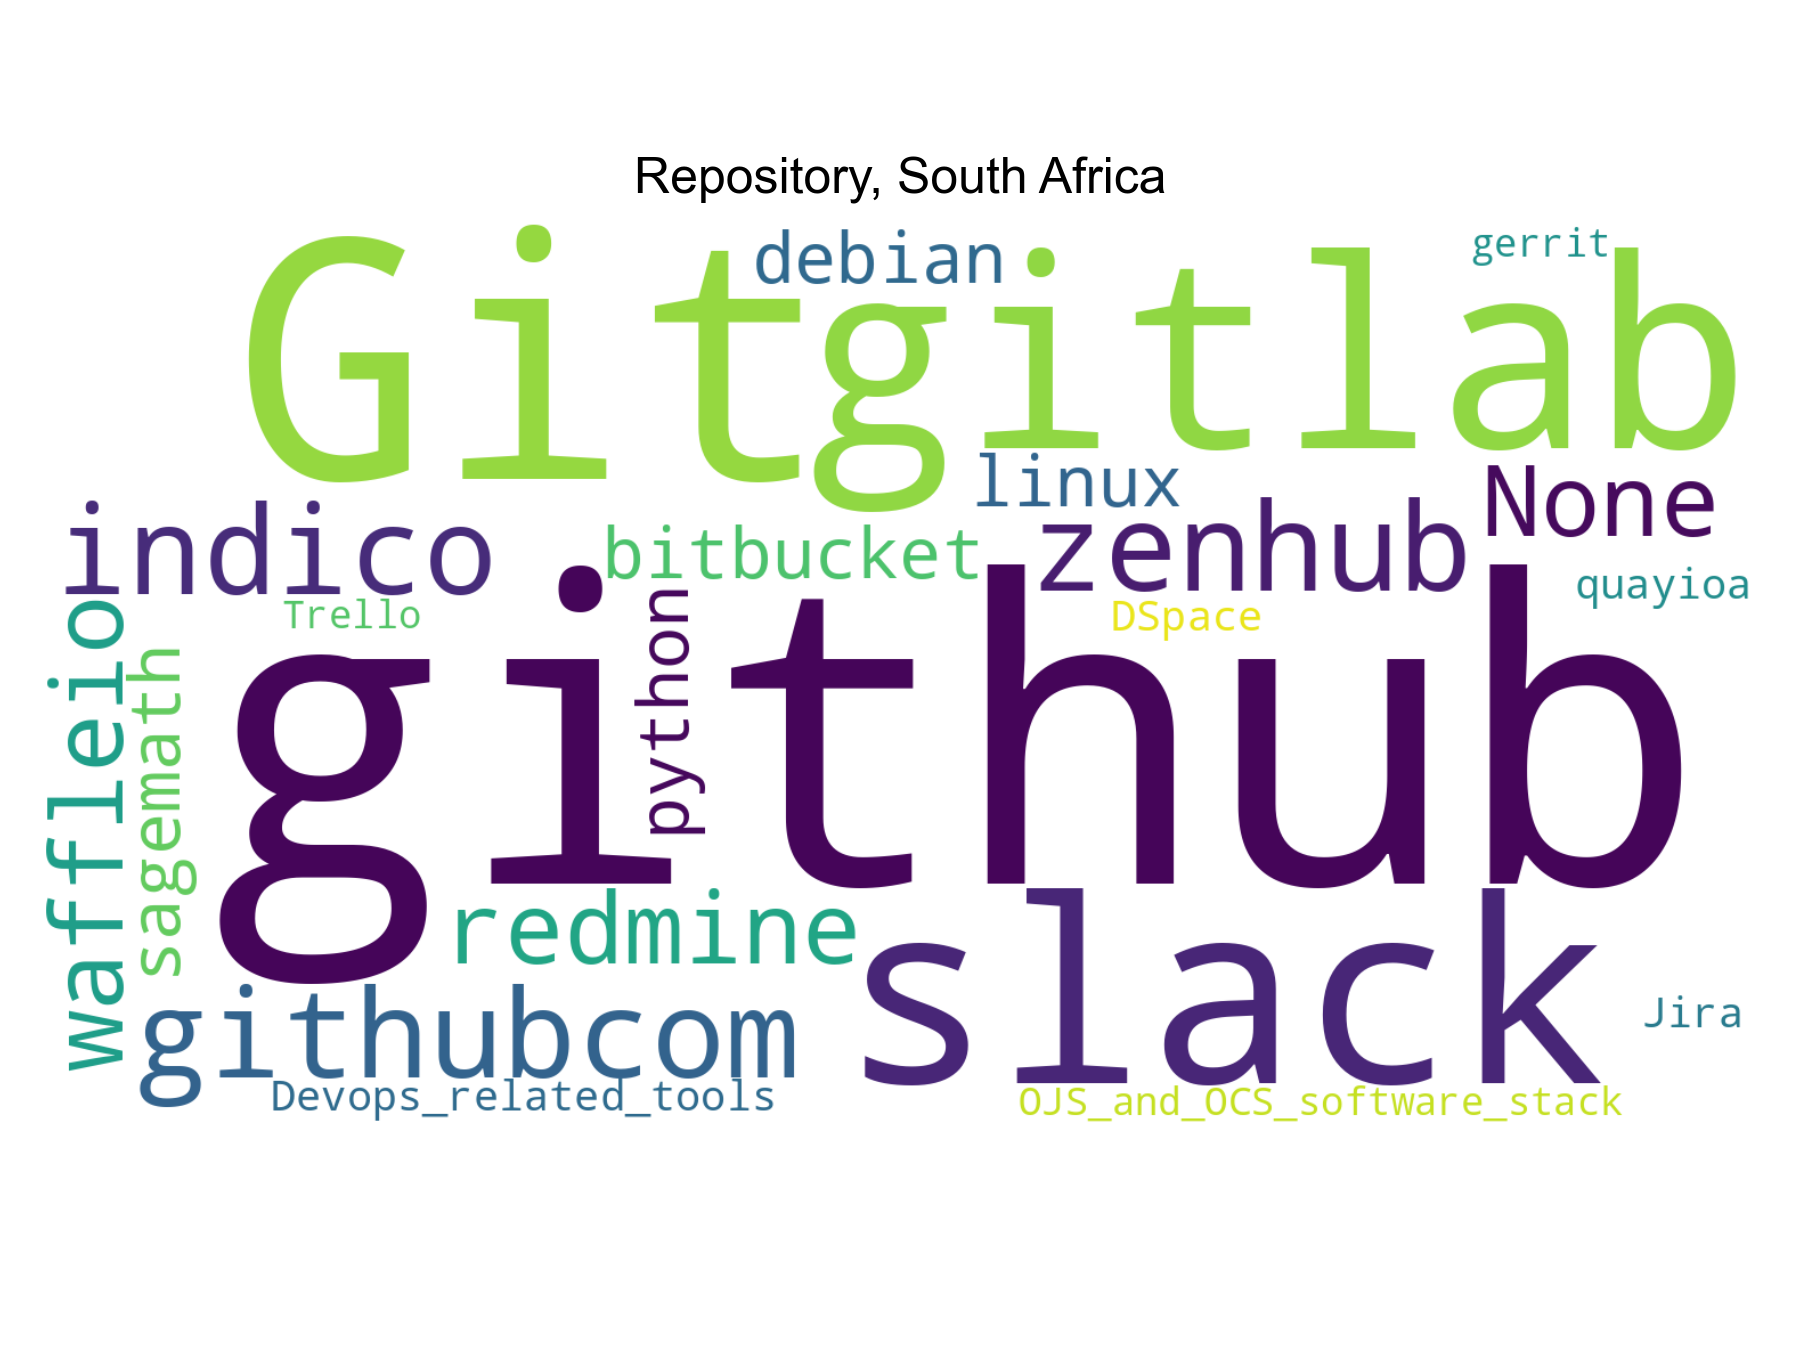 Repository, South Africa
Git
debian
gitlab
gerrit
linux
None
indico
bitbucket
zenhub
quayioa
Trello
DSpace
waffleio
sagemath
github
python
redmine
slack
githubcom
Jira
Devops_related_tools
OJS_and_OCS_software_stack